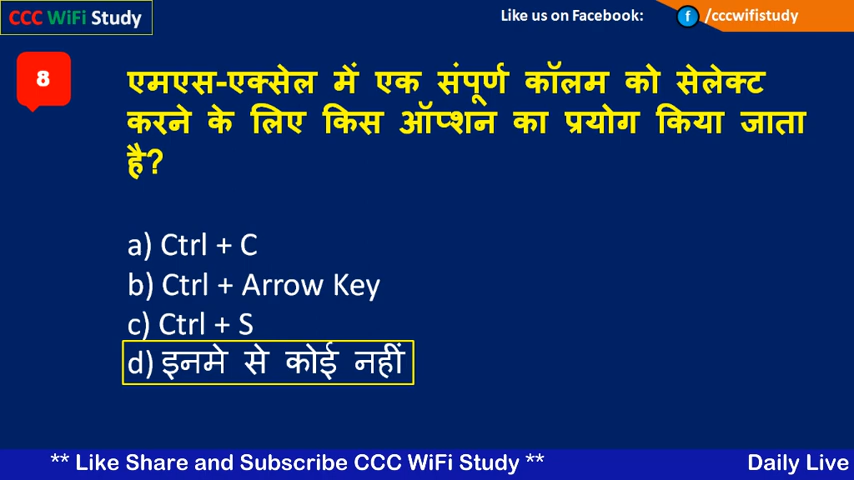 CCC WiFi Study
Like us on Facebook:
f /cccwifistudy
8
एमएस-एक्सेल में एक संपूर्ण कॉलम को सेलेक्ट
करने के लिए किस ऑप्शन का प्रयोग किया जाता
है?
a) Ctrl + C
b) Ctrl + Arrow Key
c) Ctrl + S
d) इनमे से कोई नहीं
** Like Share and Subscribe CCC WiFi Study **
Daily Live